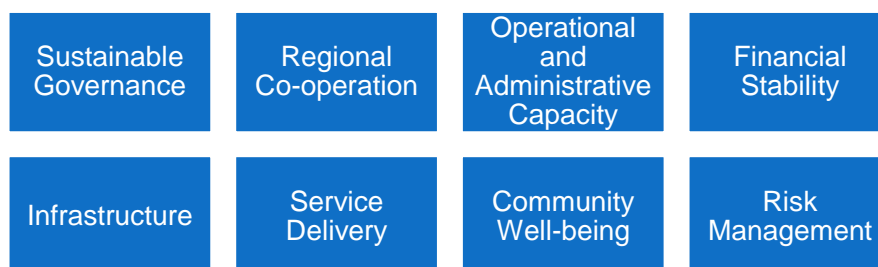 Sustainable
Governance
Regional
Co-operation
Operational
and
Administrative
Capacity
Financial
Stability
Infrastructure
Service
Delivery
Community
Well-being
Risk
Management